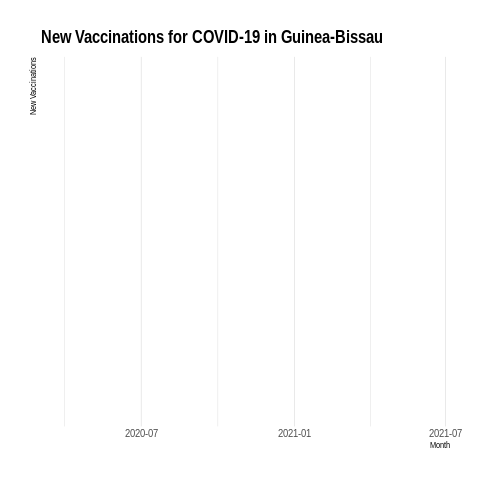 New Vaccinations for COVID-19 in Guinea-Bissau
New Vaccinations
2020-07 2021-01 2021-07
Month